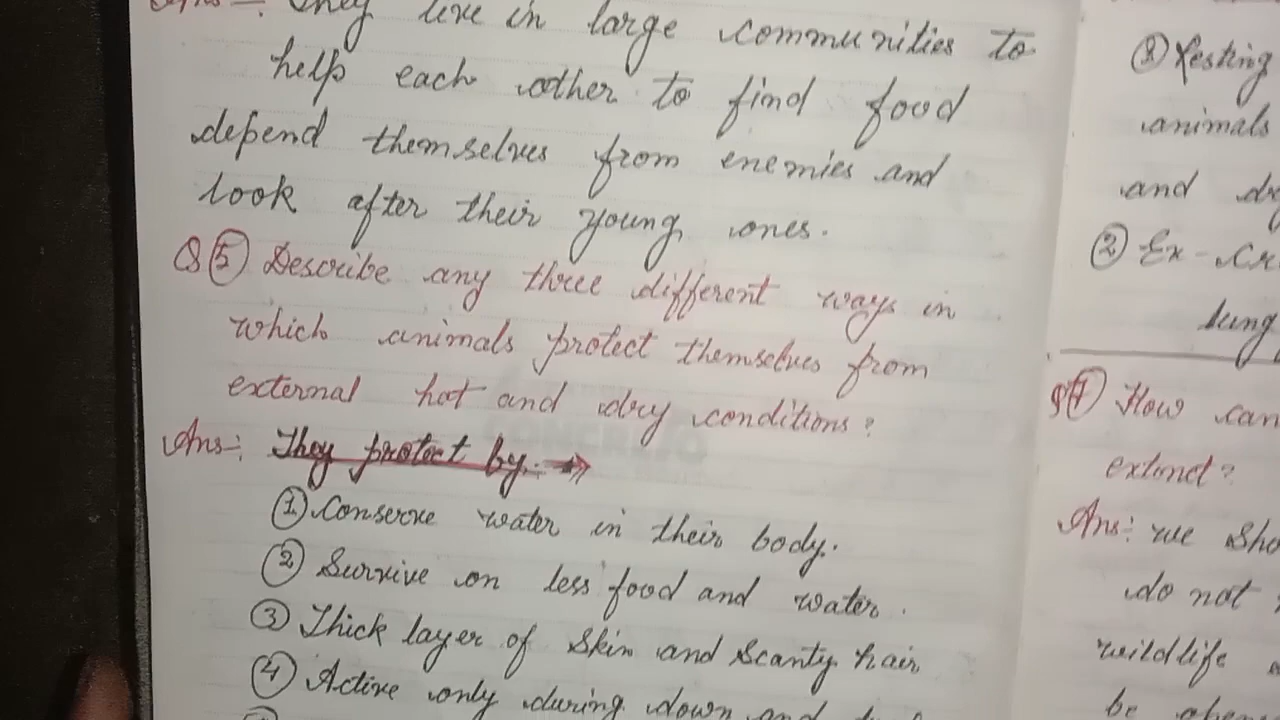 They live in large communities to
help each other to find food
depend themselves from enemies and
look after their young ones.
Q⑤ Describe any three different ways in
which animals protect themselves from
external hot and dry conditions?
Ans:- They protect by:→
① Conserve water in their body.
② Survive on less food and water.
③ Thick layer of skin and scanty hair
④ Active only during down and
animals
and
② Ex -
lung
How can
extinct?
Ans: we
do not
wildlife
be